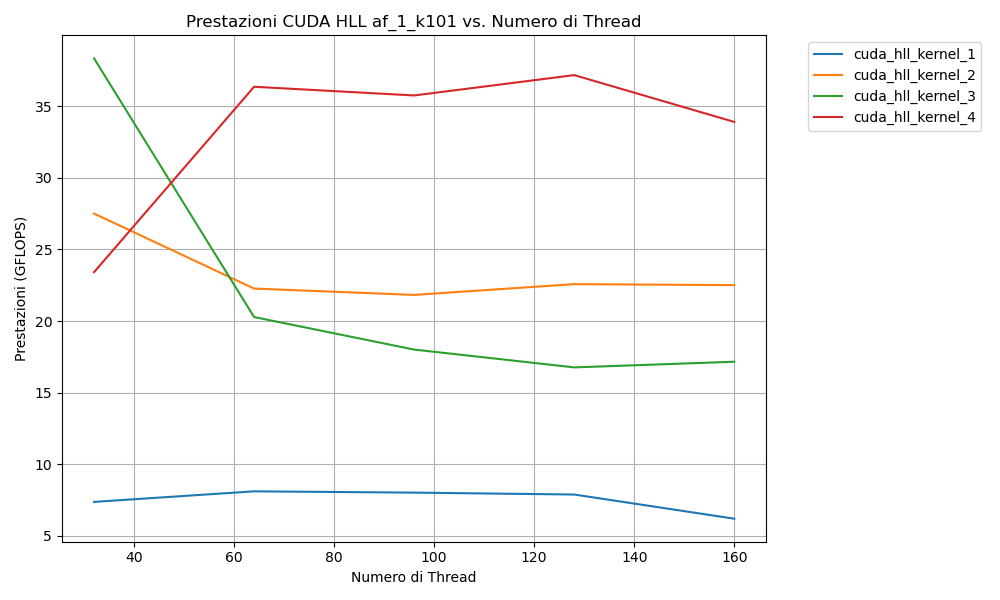 Prestazioni CUDA HLL af_1_k101 vs. Numero di Thread
cuda_hll_kernel_1
cuda_hll_kernel_2
cuda_hll_kernel_3
cuda_hll_kernel_4
Prestazioni (GFLOPS)
35
30
25
20
15
10
5
40 60 80 100 120 140 160
Numero di Thread